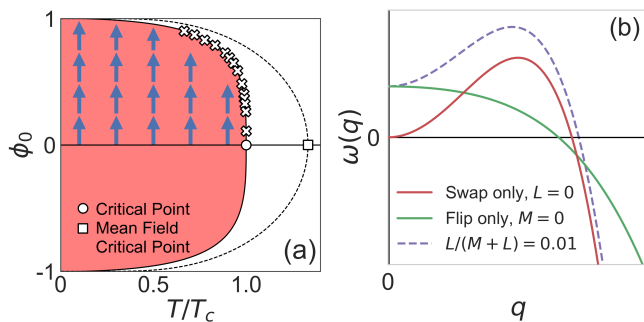 1
0
-1
ϕ₀
0
0.5
1.0
T/T_c
Critical Point
Mean Field
Critical Point
(a)
(b)
ω(q)
0
Swap only, L = 0
Flip only, M = 0
L/(M + L) = 0.01
0
q